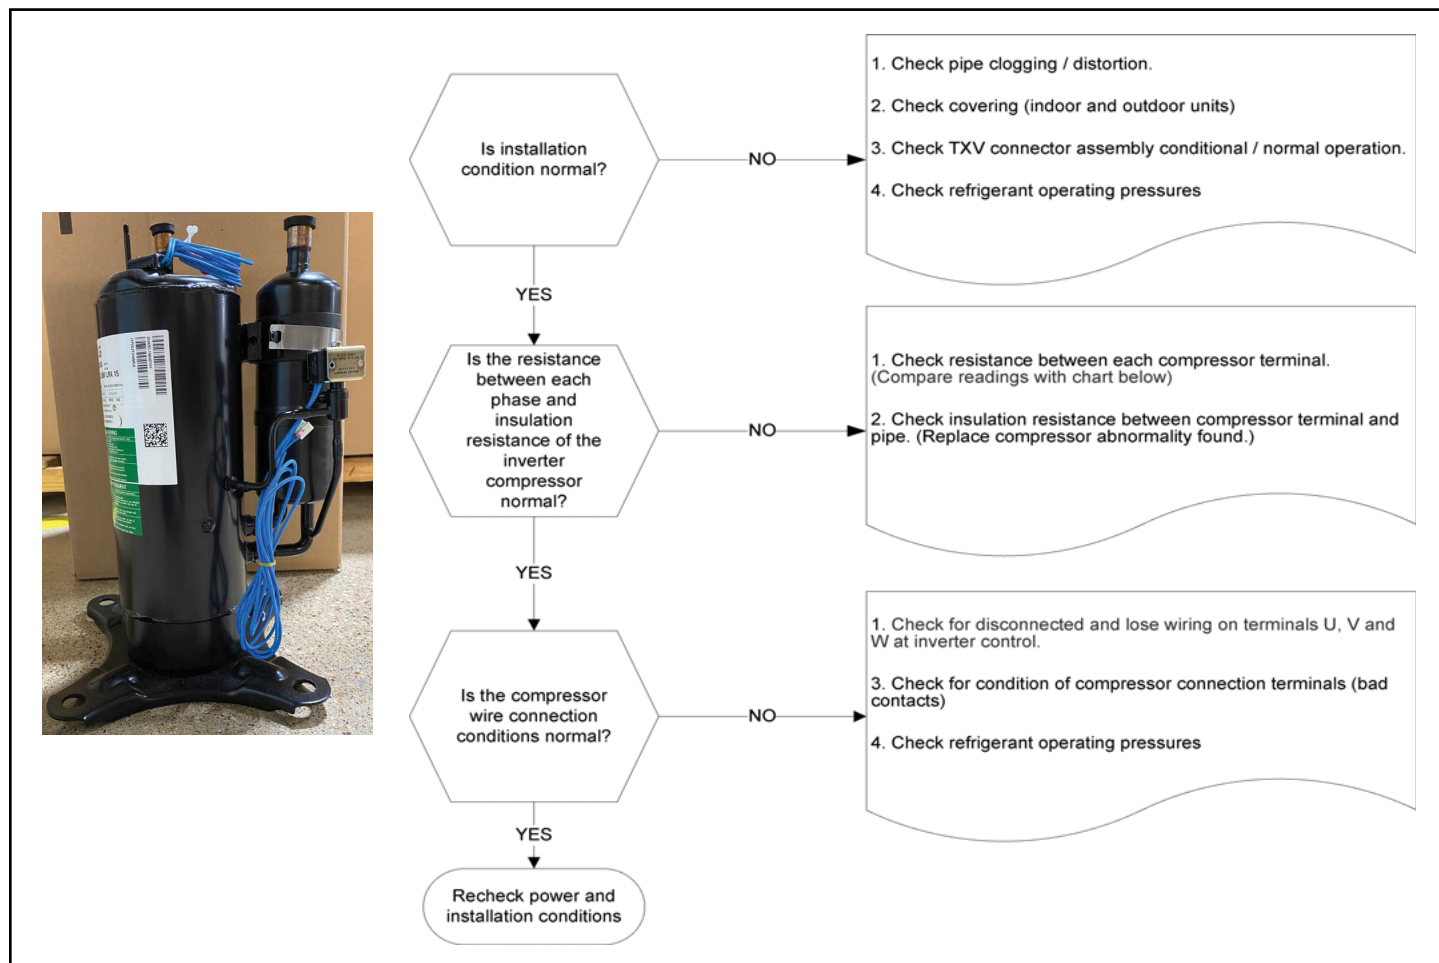 Is installation
condition normal?
NO
1. Check pipe clogging / distortion.
2. Check covering (indoor and outdoor units)
3. Check TXV connector assembly conditional / normal operation.
4. Check refrigerant operating pressures
YES
Is the resistance
between each
phase and
insulation
resistance of the
inverter
compressor
normal?
NO
1. Check resistance between each compressor terminal.
(Compare readings with chart below)
2. Check insulation resistance between compressor terminal and
pipe. (Replace compressor abnormality found.)
YES
Is the compressor
wire connection
conditions normal?
NO
1. Check for disconnected and lose wiring on terminals U, V and
W at inverter control.
3. Check for condition of compressor connection terminals (bad
contacts)
4. Check refrigerant operating pressures
YES
Recheck power and
installation conditions